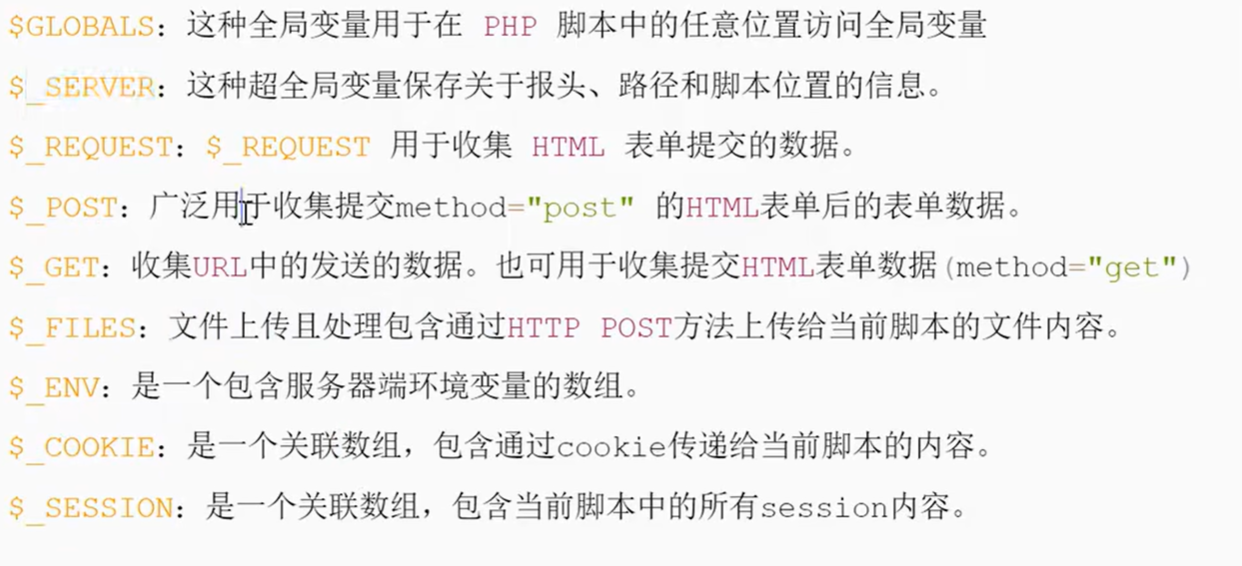 $GLOBALS：这种全局变量用于在 PHP 脚本中的任意位置访问全局变量
$_SERVER：这种超全局变量保存关于报头、路径和脚本位置的信息。
$_REQUEST：$_REQUEST 用于收集 HTML 表单提交的数据。
$_POST：广泛用于收集提交method="post" 的HTML表单后的表单数据。
$_GET：收集URL中的发送的数据。也可用于收集提交HTML表单数据(method="get")
$_FILES：文件上传且处理包含通过HTTP POST方法上传给当前脚本的文件内容。
$_ENV：是一个包含服务器端环境变量的数组。
$_COOKIE：是一个关联数组，包含通过cookie传递给当前脚本的内容。
$_SESSION：是一个关联数组，包含当前脚本中的所有session内容。